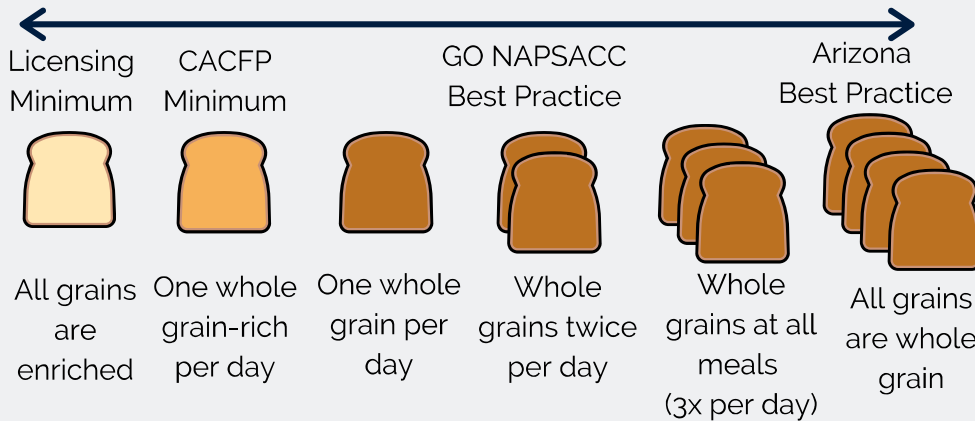 Licensing
Minimum
CACFP
Minimum
GO NAPSACC
Best Practice
Arizona
Best Practice
All grains
are
enriched
One whole
grain-rich
per day
One whole
grain per
day
Whole
grains twice
per day
Whole
grains at all
meals
(3x per day)
All grains
are whole
grain